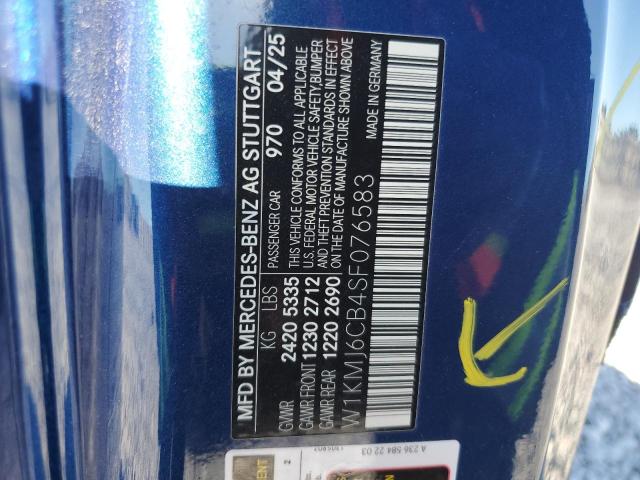 MFD BY MERCEDES-BENZ AG STUTTGART
970 04/25
KG LBS PASSENGER CAR
GVWR 2420 5335
GAWR FRONT 1230 2712
GAWR REAR 1220 2690
THIS VEHICLE CONFORMS TO ALL APPLICABLE
U.S. FEDERAL MOTOR VEHICLE SAFETY,BUMPER
AND THEFT PREVENTION STANDARDS IN EFFECT
ON THE DATE OF MANUFACTURE SHOWN ABOVE
W1KMJ6CB4SF076583
MADE IN GERMANY
A 236 584 22 03
2